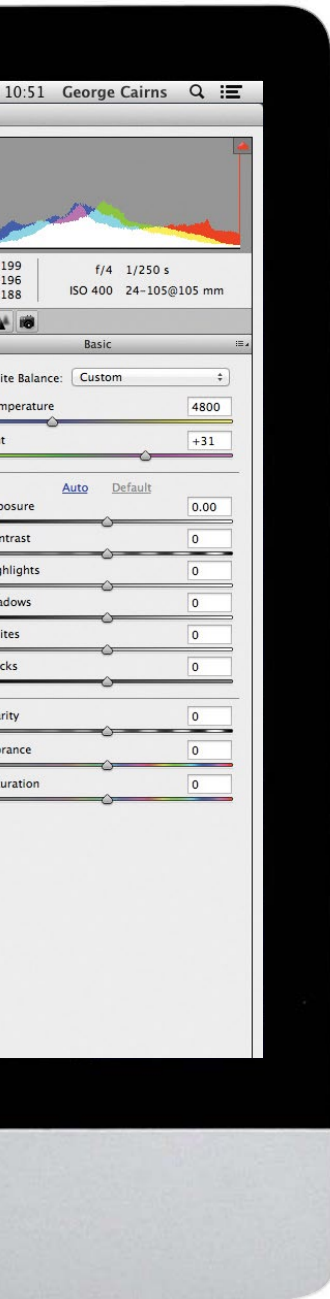 10:51 George Cairns
199
196
188
f/4 1/250 s
ISO 400 24-105@105 mm
Basic
ite Balance: Custom
mperature 4800
t +31
Auto Default
posure 0.00
ntrast 0
ghlights 0
adows 0
ites 0
cks 0
arity 0
brance 0
uration 0